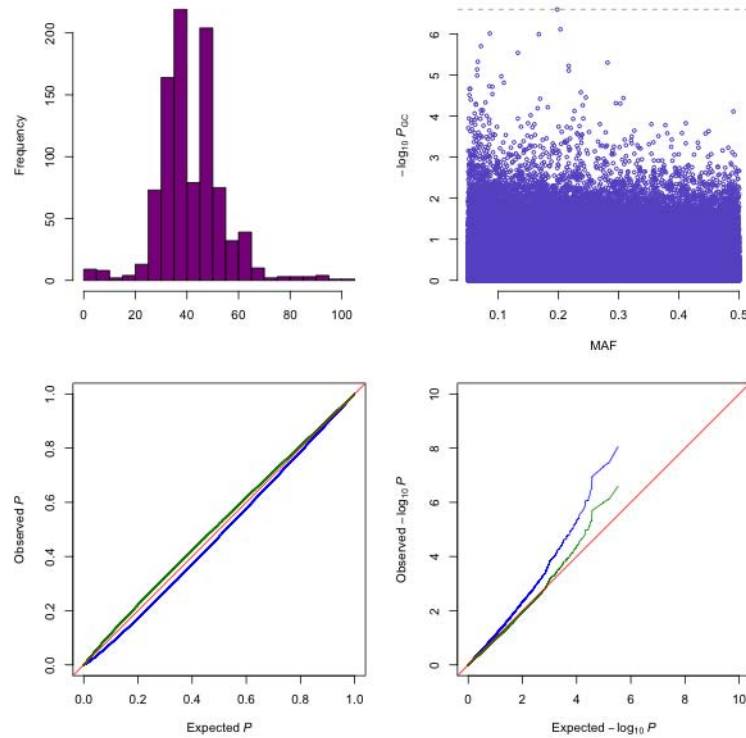 Frequency
0 50 100 150 200
0 20 40 60 80 100
−log₁₀ P_GC
0 1 2 3 4 5 6
0.1 0.2 0.3 0.4 0.5
MAF
Observed P
0.0 0.2 0.4 0.6 0.8 1.0
0.0 0.2 0.4 0.6 0.8 1.0
Expected P
Observed −log₁₀ P
0 2 4 6 8 10
0 2 4 6 8 10
Expected −log₁₀ P